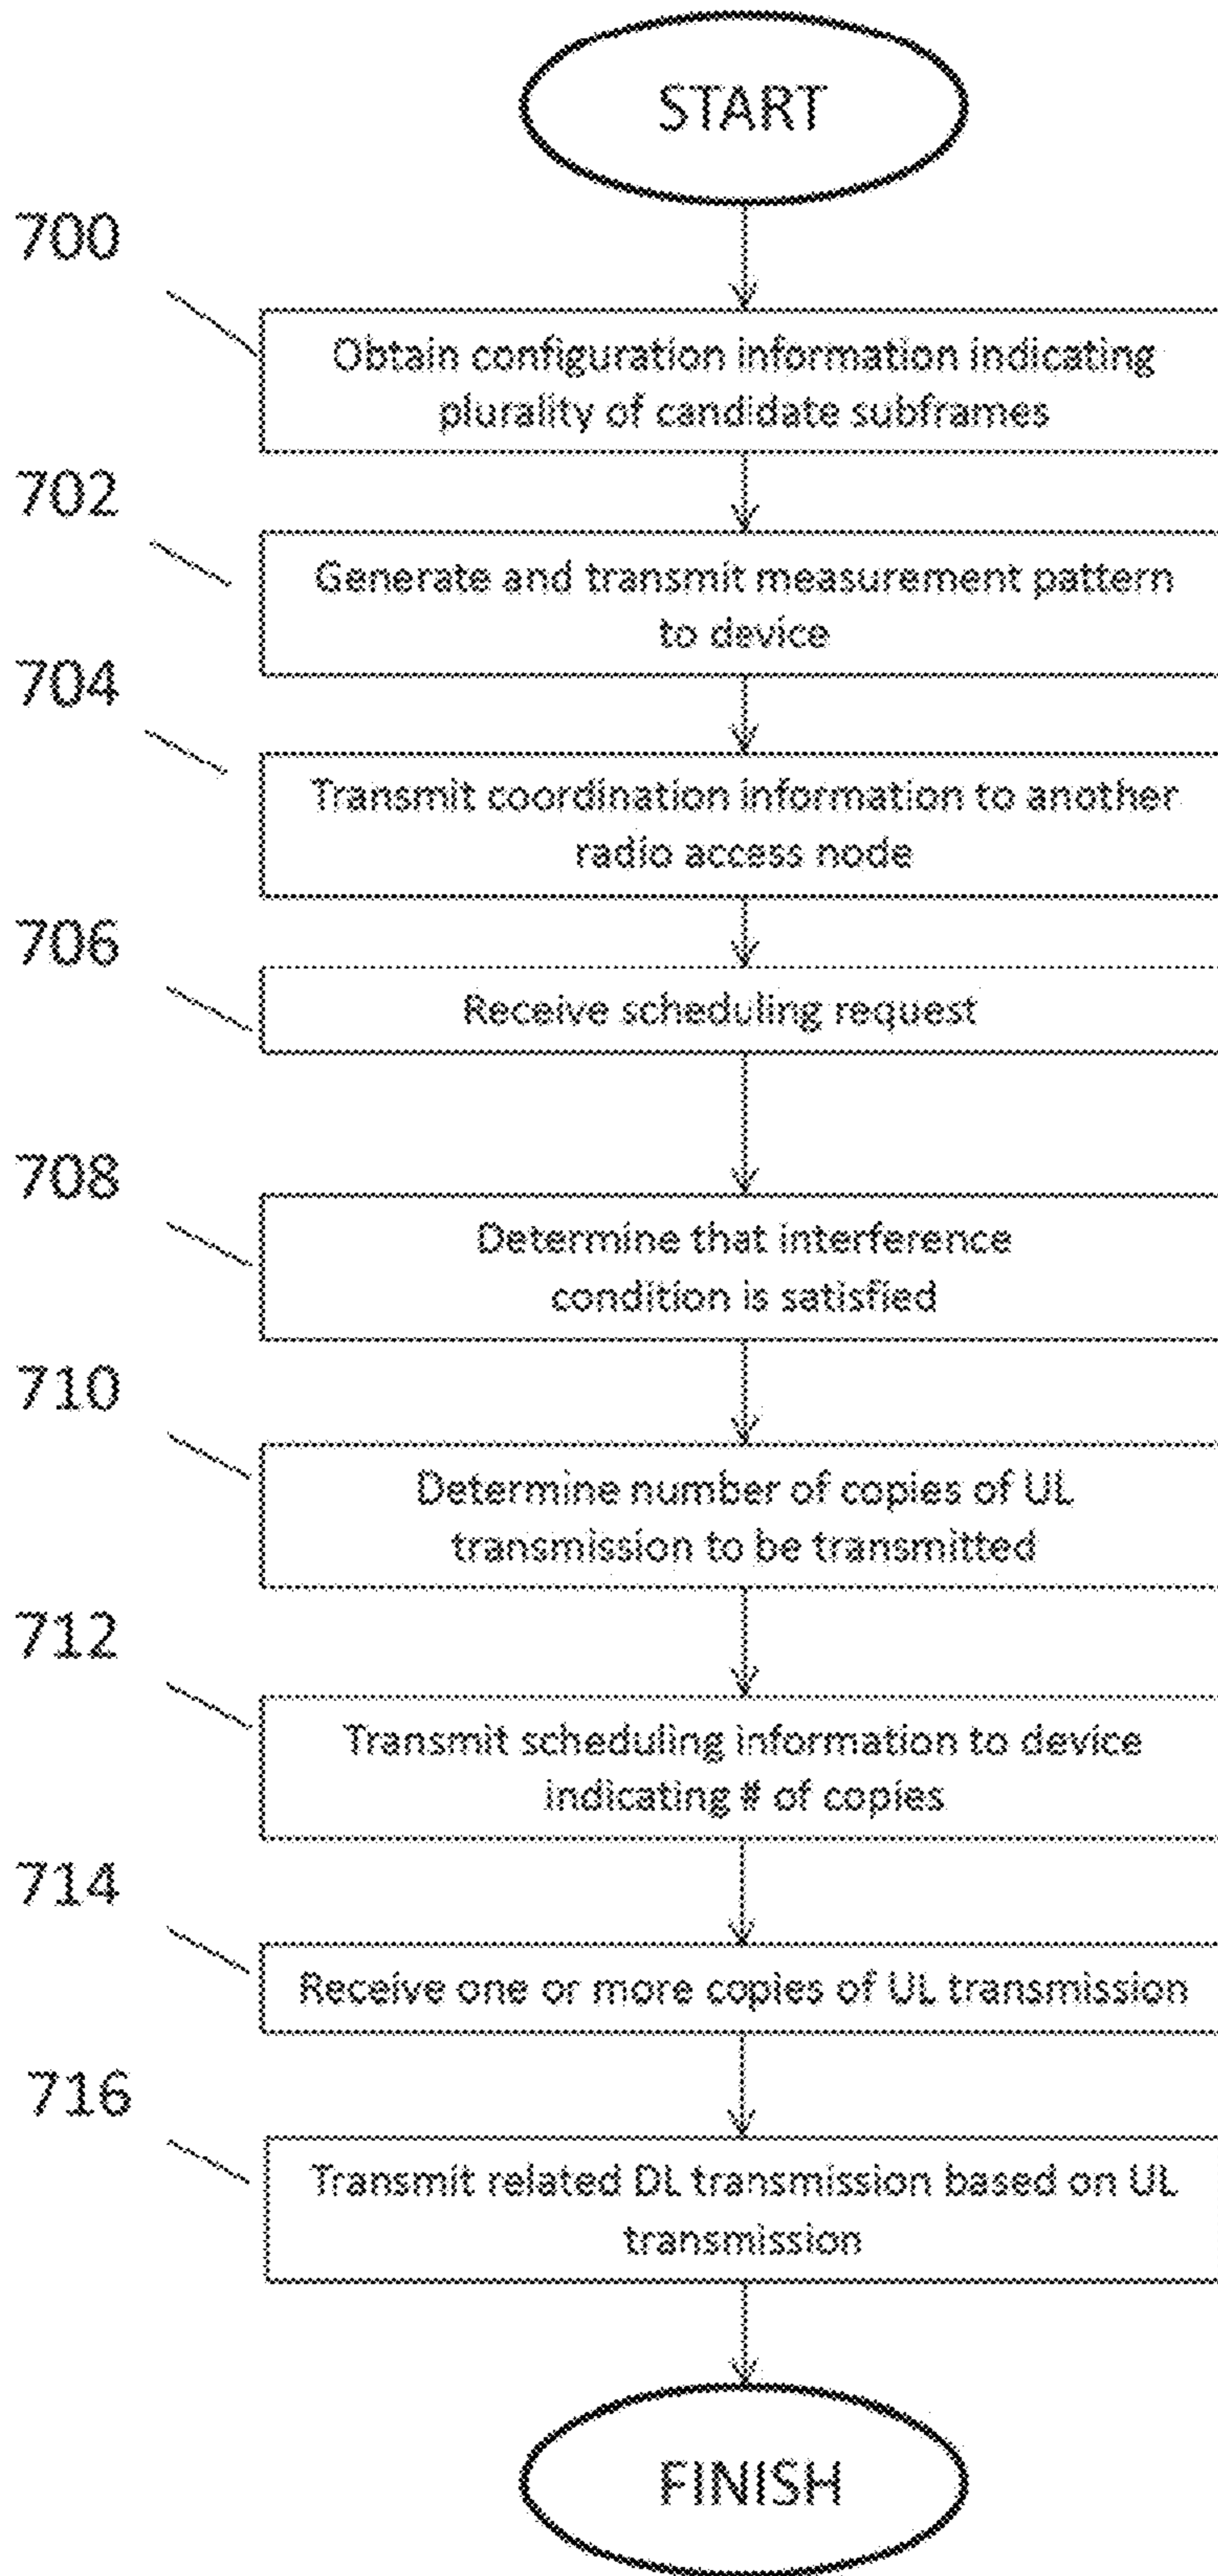 START
700
Obtain configuration information indicating
plurality of candidate subframes
702
Generate and transmit measurement pattern
to device
704
Transmit coordination information to another
radio access node
706
Receive scheduling request
708
Determine that interference
condition is satisfied
710
Determine number of copies of UL
transmission to be transmitted
712
Transmit scheduling information to device
indicating # of copies
714
Receive one or more copies of UL transmission
716
Transmit related DL transmission based on UL
transmission
FINISH